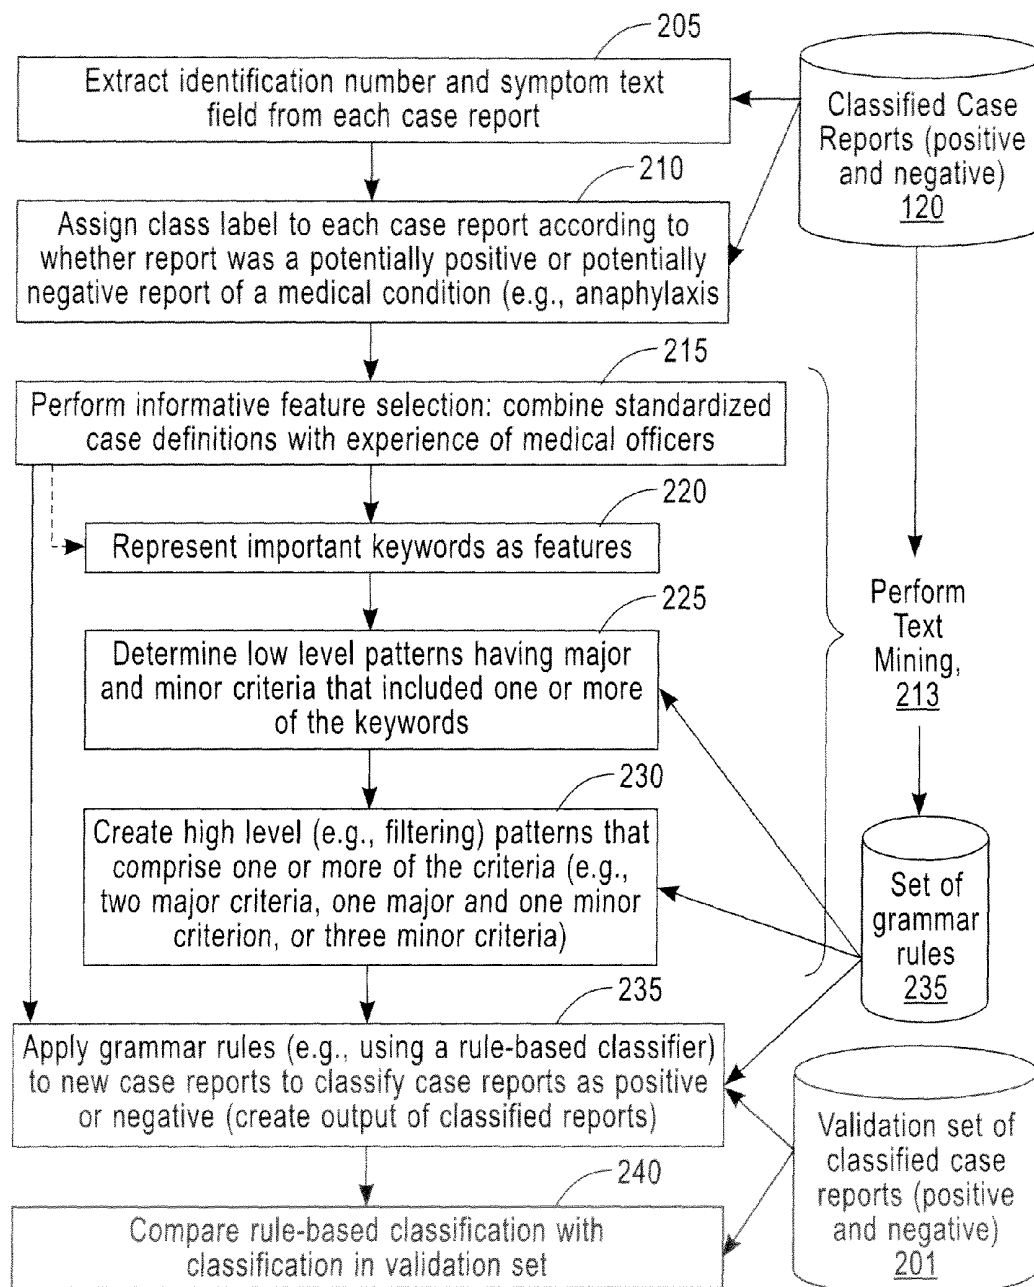 205
Extract identification number and symptom text
field from each case report
Classified Case
Reports (positive
and negative)
120
210
Assign class label to each case report according to
whether report was a potentially positive or potentially
negative report of a medical condition (e.g., anaphylaxis
215
Perform informative feature selection: combine standardized
case definitions with experience of medical officers
220
Represent important keywords as features
225
Determine low level patterns having major
and minor criteria that included one or more
of the keywords
Perform
Text
Mining,
213
230
Create high level (e.g., filtering) patterns that
comprise one or more of the criteria (e.g.,
two major criteria, one major and one minor
criterion, or three minor criteria)
Set of
grammar
rules
235
235
Apply grammar rules (e.g., using a rule-based classifier)
to new case reports to classify case reports as positive
or negative (create output of classified reports)
Validation set of
classified case
reports (positive
and negative)
201
240
Compare rule-based classification with
classification in validation set